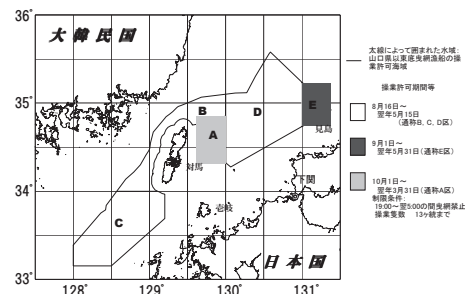 36°
35°
34°
33°
128°
129°
130°
131°
大韓民国
日本国
対馬
壱岐
下関
見島
A
B
C
D
E
太線によって囲まれた水域：
山口県以東底曳網漁船の操
業許可海域
操業許可期間等
8月16日～
翌年5月15日
（通称B, C, D区）
9月1日～
翌年5月31日（通称E区）
10月1日～
翌年3月31日（通称A区）
制限条件：
19:00～翌5:00の間曳網禁止
操業隻数　13ヶ統まで